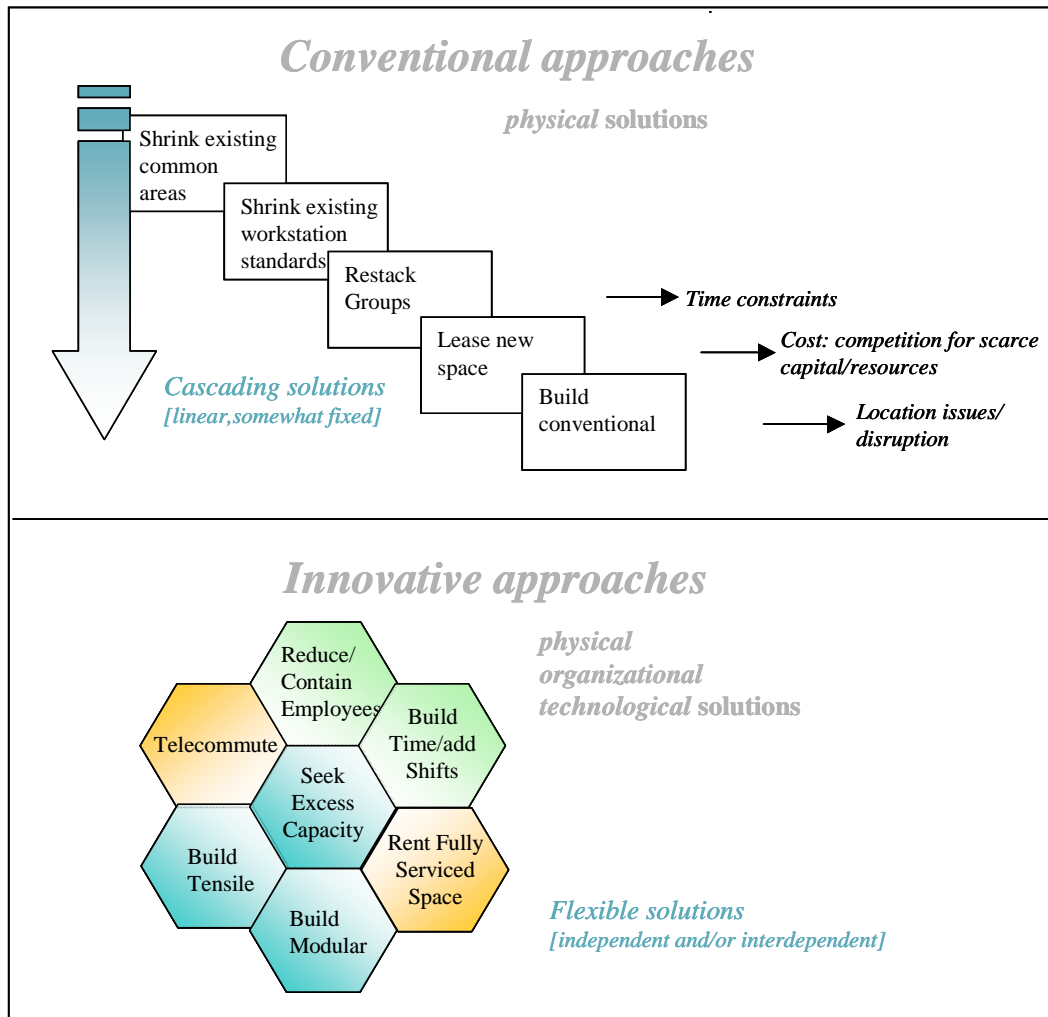 Conventional approaches
physical solutions
Shrink existing
common
areas
Shrink existing
workstation
standards
Restack
Groups
Lease new
space
Build
conventional
Time constraints
Cost: competition for scarce
capital/resources
Location issues/
disruption
Cascading solutions
[linear,somewhat fixed]
Innovative approaches
physical
organizational
technological solutions
Reduce/
Contain
Employees
Telecommute
Build
Time/add
Shifts
Seek
Excess
Capacity
Build
Tensile
Rent Fully
Serviced
Space
Build
Modular
Flexible solutions
[independent and/or interdependent]